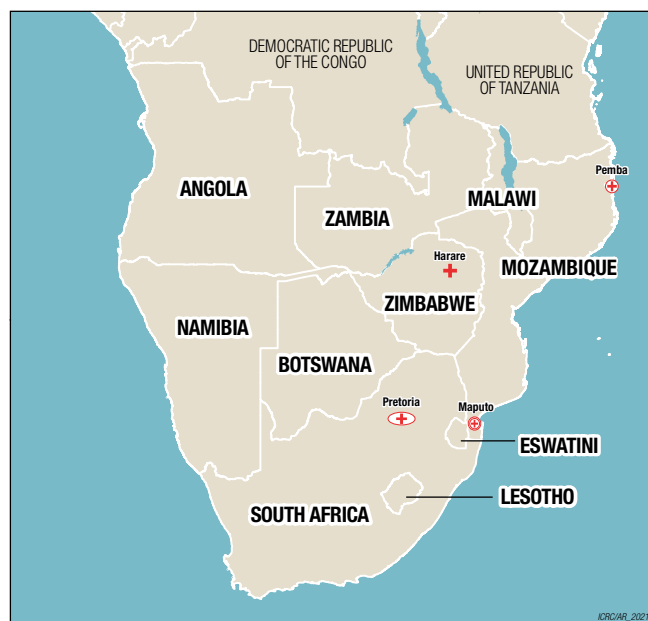 DEMOCRATIC REPUBLIC
OF THE CONGO
UNITED REPUBLIC
OF TANZANIA
Pemba
ANGOLA
MALAWI
ZAMBIA
Harare
MOZAMBIQUE
ZIMBABWE
NAMIBIA
BOTSWANA
Pretoria
Maputo
ESWATINI
LESOTHO
SOUTH AFRICA
ICRC/AR_2021